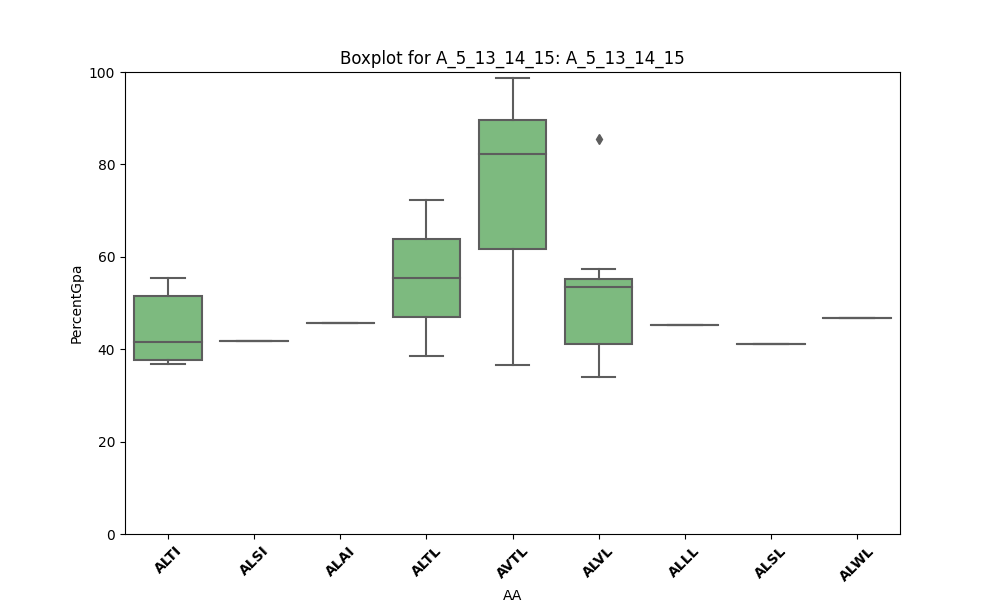 Boxplot for A_5_13_14_15: A_5_13_14_15
100
80
60
40
20
0
PercentGpa
ALTI ALSI ALAI ALTL AVTL ALVL ALLL ALSL ALWL
AA